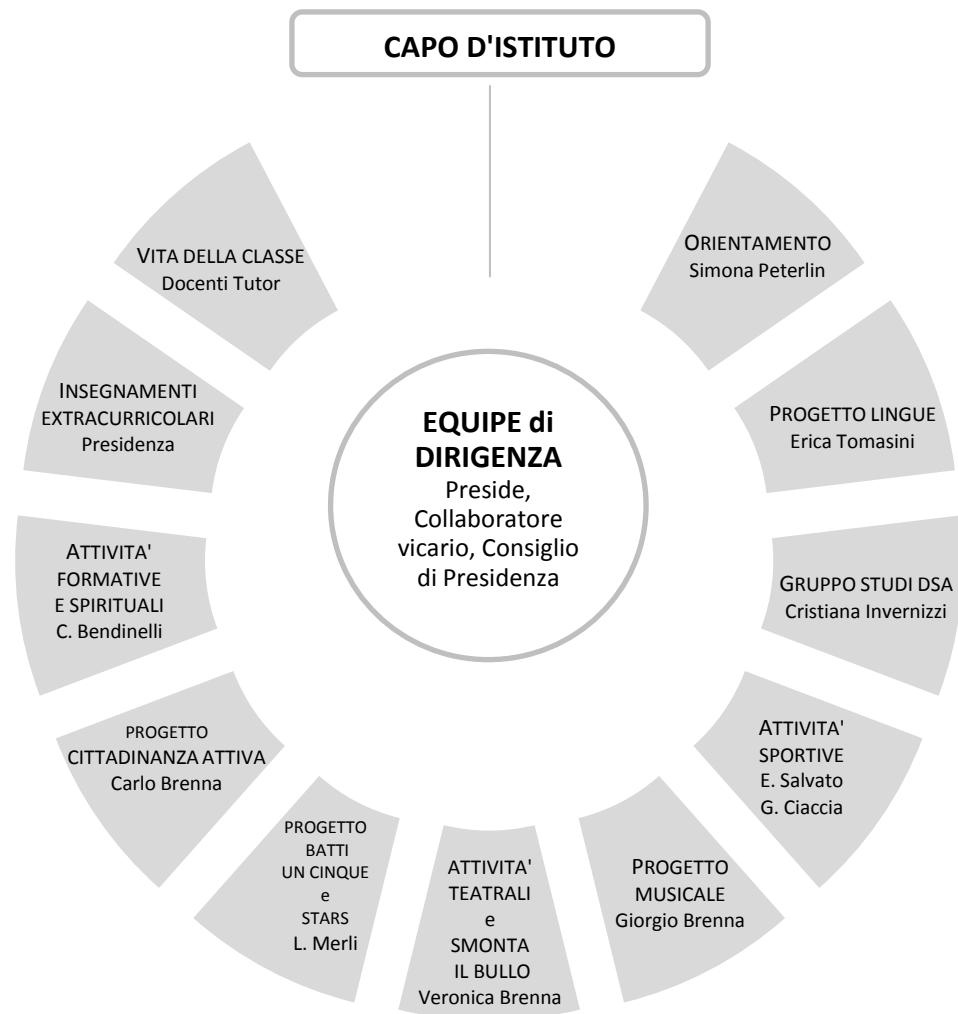 CAPO D'ISTITUTO
EQUIPE di
DIRIGENZA
Preside,
Collaboratore
vicario, Consiglio
di Presidenza
ORIENTAMENTO
Simona Peterlin
PROGETTO LINGUE
Erica Tomasini
GRUPPO STUDI DSA
Cristiana Invernizzi
ATTIVITA'
SPORTIVE
E. Salvato
G. Ciaccia
PROGETTO
MUSICALE
Giorgio Brenna
ATTIVITA'
TEATRALI
e
SMONTA
IL BULLO
Veronica Brenna
PROGETTO
BATTI
UN CINQUE
e
STARS
L. Merli
PROGETTO
CITTADINANZA ATTIVA
Carlo Brenna
ATTIVITA'
FORMATIVE
E SPIRITUALI
C. Bendinelli
INSEGNAMENTI
EXTRACURRICOLARI
Presidenza
VITA DELLA CLASSE
Docenti Tutor